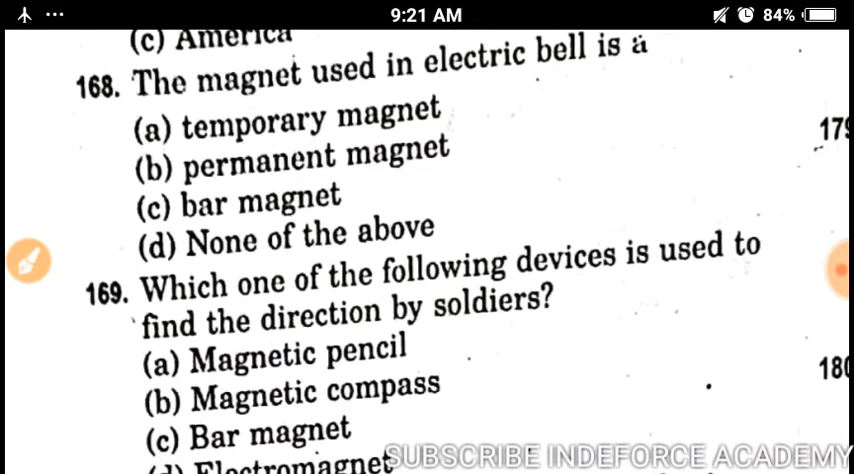 9:21 AM
84%
(c) America
168. The magnet used in electric bell is a
(a) temporary magnet
(b) permanent magnet
(c) bar magnet
(d) None of the above
169. Which one of the following devices is used to
find the direction by soldiers?
(a) Magnetic pencil
(b) Magnetic compass
(c) Bar magnet
(d) Electromagnet
179
180
SUBSCRIBE INDEFORCE ACADEMY